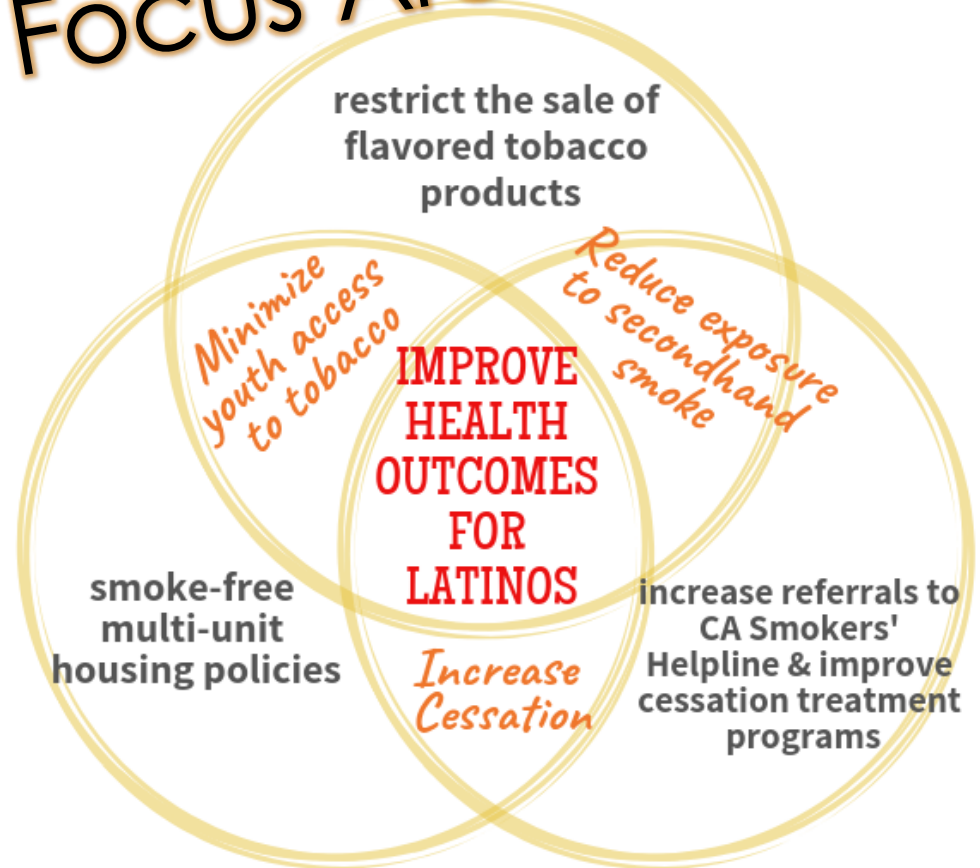 Focus
restrict the sale of
flavored tobacco
products
Minimize
youth access
to tobacco
Reduce exposure
to secondhand
smoke
IMPROVE
HEALTH
OUTCOMES
FOR
LATINOS
smoke-free
multi-unit
housing policies
increase referrals to
CA Smokers'
Helpline & improve
cessation treatment
programs
Increase
Cessation